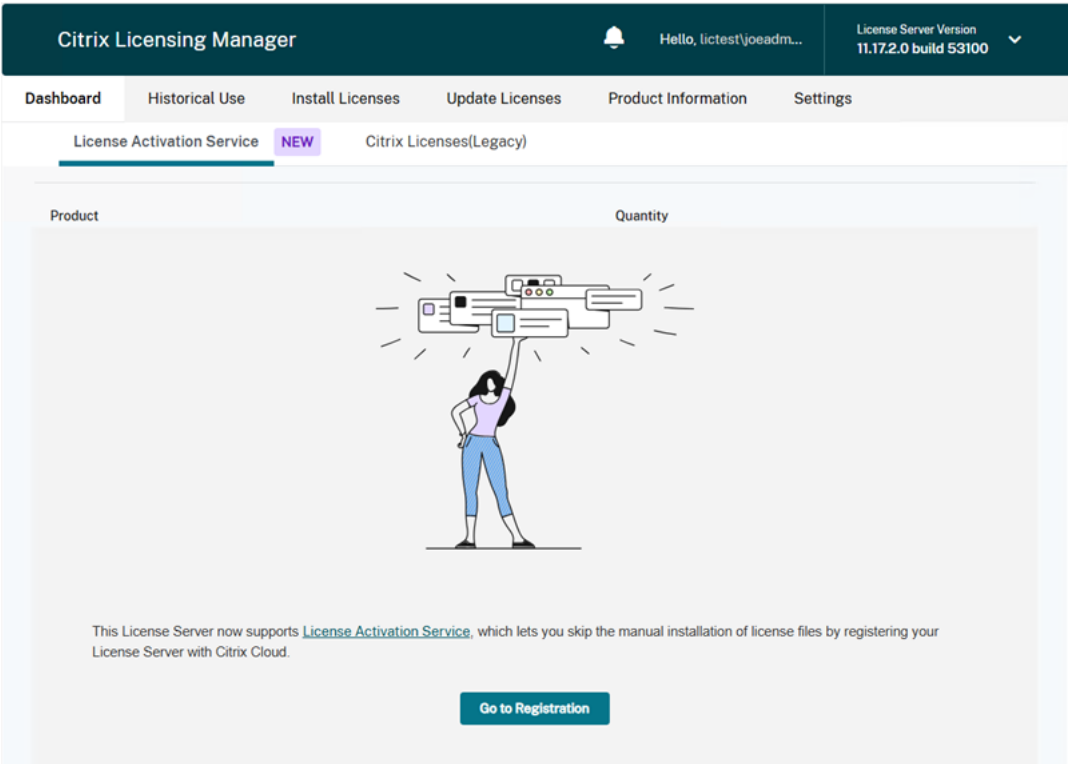 Citrix Licensing Manager
Hello, lictest\joeadm...
License Server Version
11.17.2.0 build 53100
Dashboard Historical Use Install Licenses Update Licenses Product Information Settings
License Activation Service NEW Citrix Licenses(Legacy)
Product Quantity
This License Server now supports License Activation Service, which lets you skip the manual installation of license files by registering your
License Server with Citrix Cloud.
Go to Registration